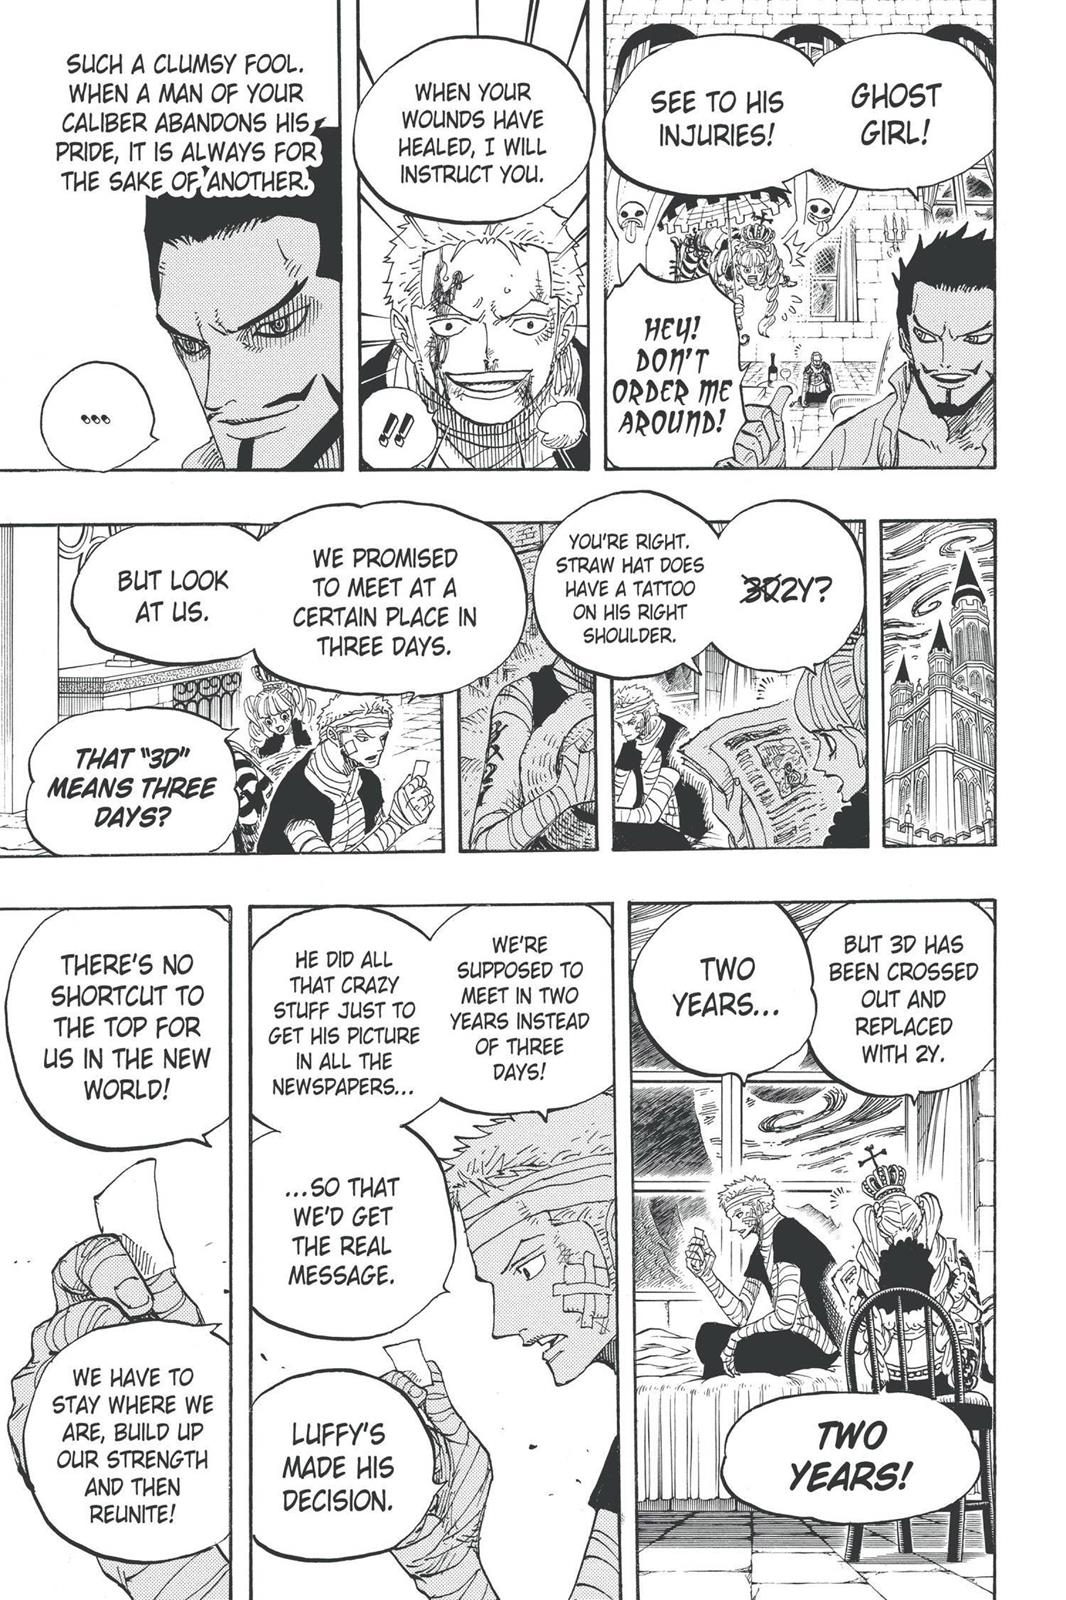 GHOST
GIRL!
SEE TO HIS
INJURIES!
HEY!
DON'T
ORDER ME
AROUND!
WHEN YOUR
WOUNDS HAVE
HEALED, I WILL
INSTRUCT YOU.
!!
SUCH A CLUMSY FOOL.
WHEN A MAN OF YOUR
CALIBER ABANDONS HIS
PRIDE, IT IS ALWAYS FOR
THE SAKE OF ANOTHER.
...
3D2Y?
YOU'RE RIGHT.
STRAW HAT DOES
HAVE A TATTOO
ON HIS RIGHT
SHOULDER.
WE PROMISED
TO MEET AT A
CERTAIN PLACE IN
THREE DAYS.
BUT LOOK
AT US.
THAT "3D"
MEANS THREE
DAYS?
BUT 3D HAS
BEEN CROSSED
OUT AND
REPLACED
WITH 2Y.
TWO
YEARS...
TWO
YEARS!
WE'RE
SUPPOSED TO
MEET IN TWO
YEARS INSTEAD
OF THREE
DAYS!
HE DID ALL
THAT CRAZY
STUFF JUST TO
GET HIS PICTURE
IN ALL THE
NEWSPAPERS...
...SO THAT
WE'D GET
THE REAL
MESSAGE.
LUFFY'S
MADE HIS
DECISION.
THERE'S NO
SHORTCUT TO
THE TOP FOR
US IN THE NEW
WORLD!
WE HAVE TO
STAY WHERE WE
ARE, BUILD UP
OUR STRENGTH
AND THEN
REUNITE!